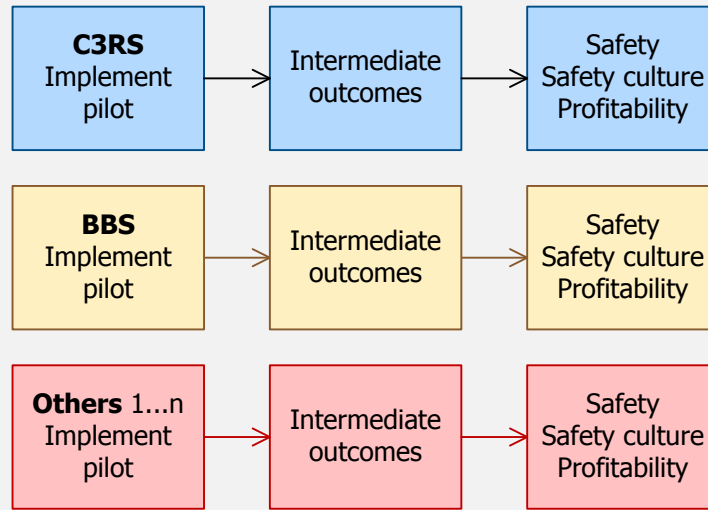 C3RS
Implement
pilot
Intermediate
outcomes
Safety
Safety culture
Profitability
BBS
Implement
pilot
Intermediate
outcomes
Safety
Safety culture
Profitability
Others 1...n
Implement
pilot
Intermediate
outcomes
Safety
Safety culture
Profitability